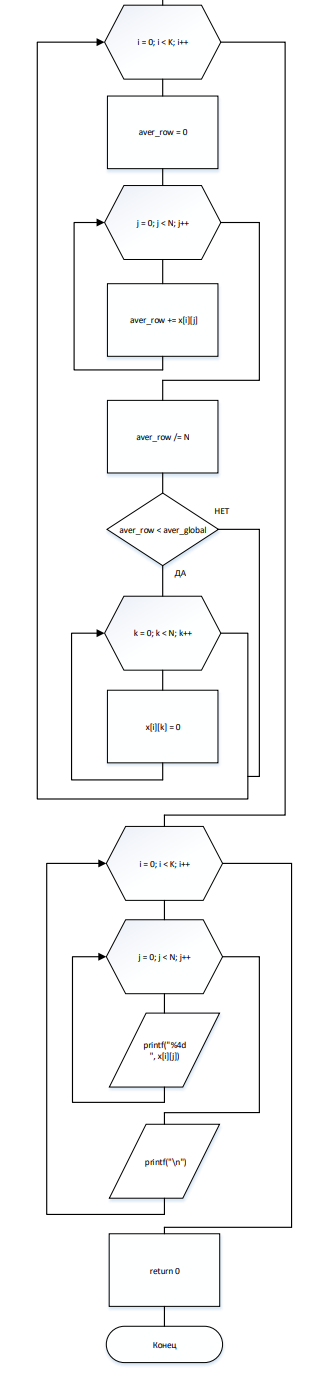 i = 0; i < K; i++
aver_row = 0
j = 0; j < N; j++
aver_row += x[i][j]
aver_row /= N
НЕТ
aver_row < aver_global
ДА
k = 0; k < N; k++
x[i][k] = 0
i = 0; i < K; i++
j = 0; j < N; j++
printf("%4d
", x[i][j])
printf("\n")
return 0
Конец